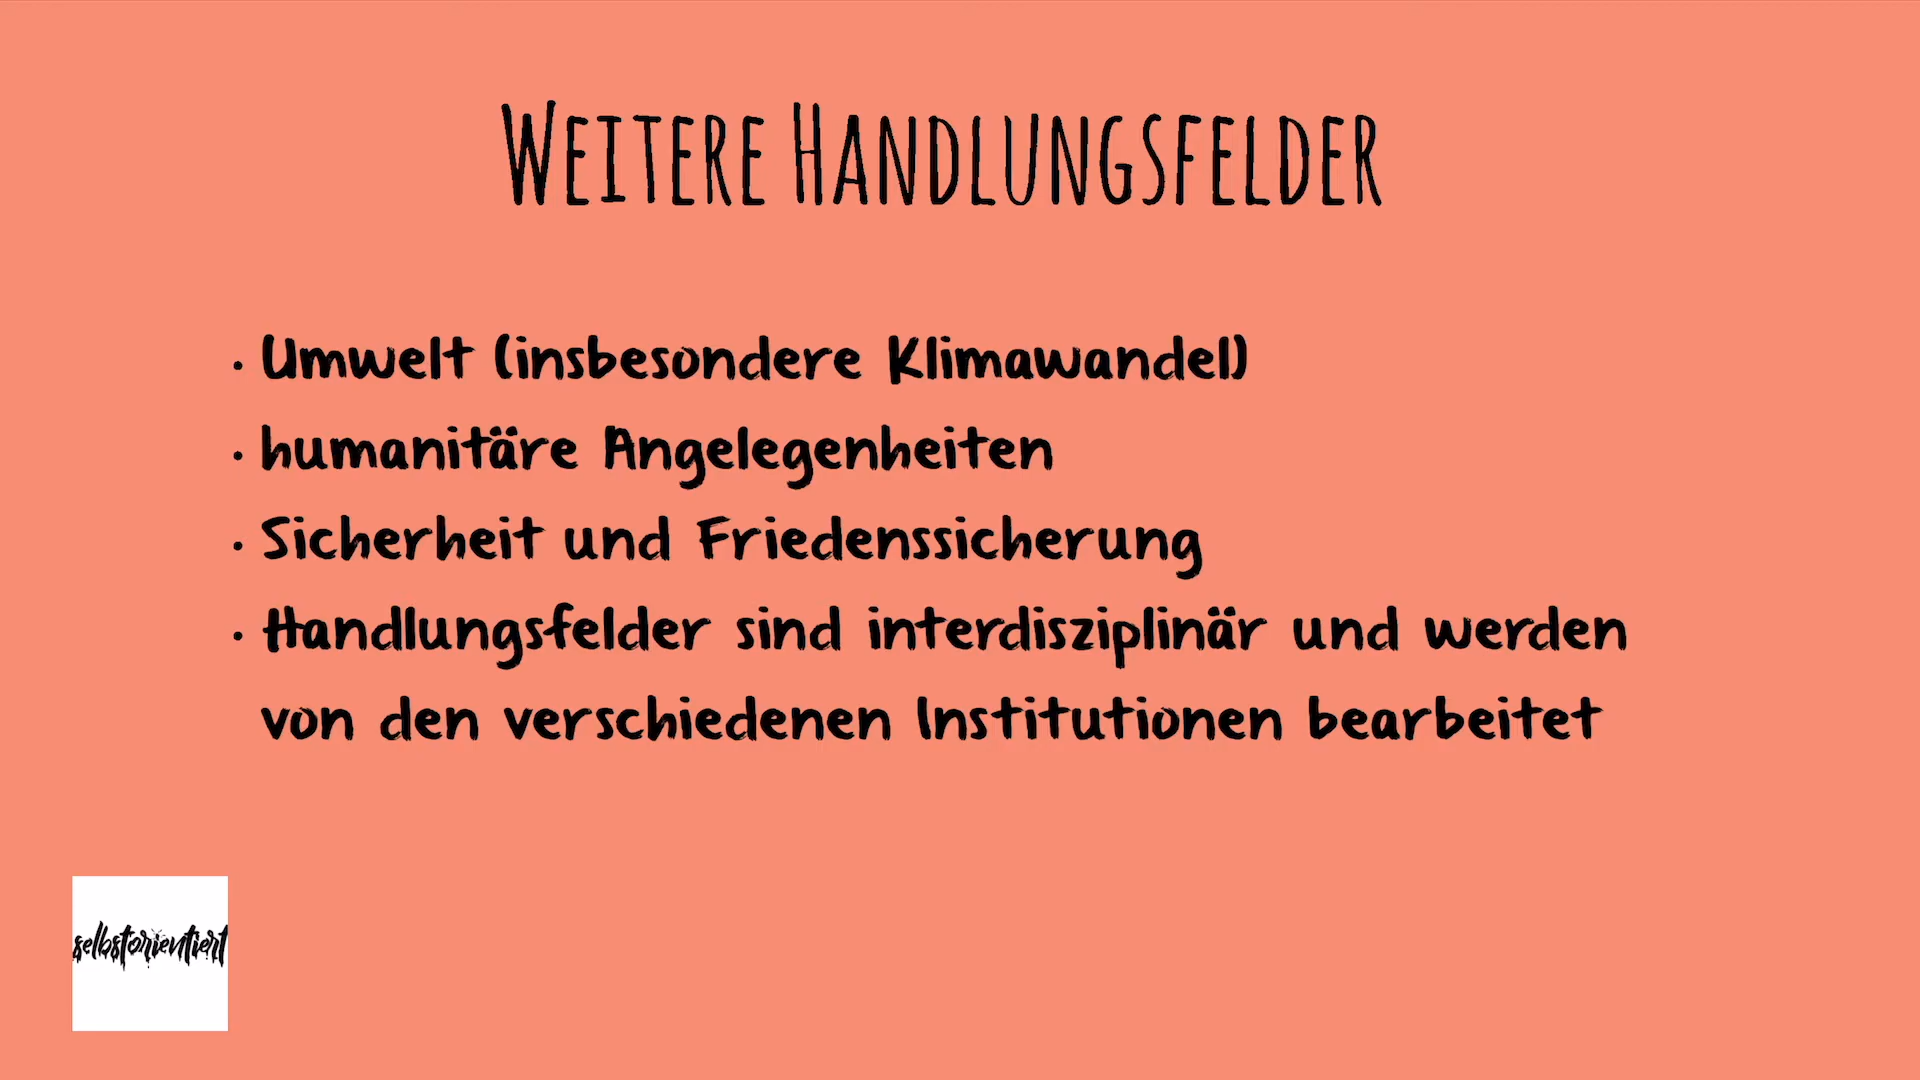 Weitere Handlungsfelder
• Umwelt (insbesondere Klimawandel)
• humanitäre Angelegenheiten
• Sicherheit und Friedenssicherung
• Handlungsfelder sind interdisziplinär und werden
von den verschiedenen Institutionen bearbeitet
selbstorientiert